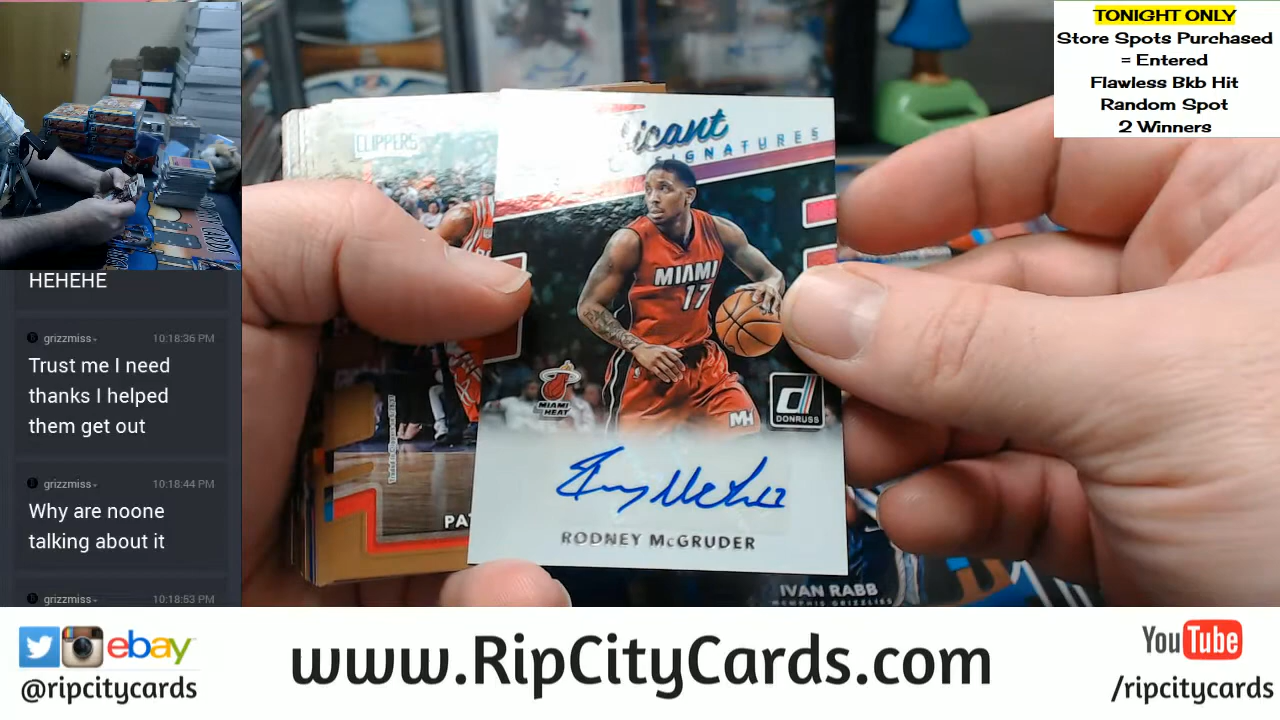 TONIGHT ONLY
Store Spots Purchased
= Entered
Flawless Bkb Hit
Random Spot
2 Winners
HEHEHE
grizzmiss
10:18:36 PM
Trust me I need
thanks I helped
them get out
grizzmiss
10:18:44 PM
Why are noone
talking about it
grizzmiss
10:18:53 PM
CLIPPERS
SIGNATURES
MIAMI
17
MIAMI
HEAT
MH
DONRUSS
RODNEY McGRUDER
IVAN RABB
MEMPHIS GRIZZLIES
ebay
@ripcitycards
www.RipCityCards.com
YouTube
/ripcitycards